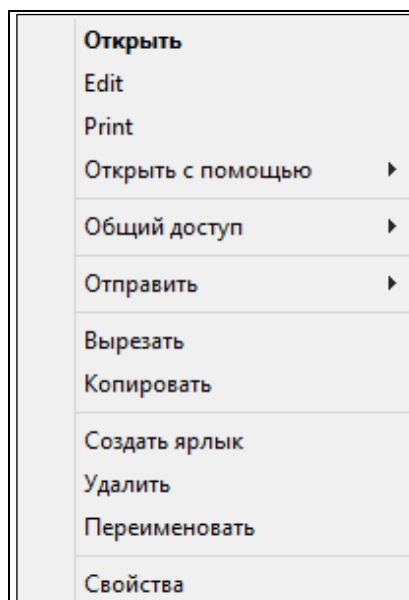 Открыть
Edit
Print
Открыть с помощью
Общий доступ
Отправить
Вырезать
Копировать
Создать ярлык
Удалить
Переименовать
Свойства